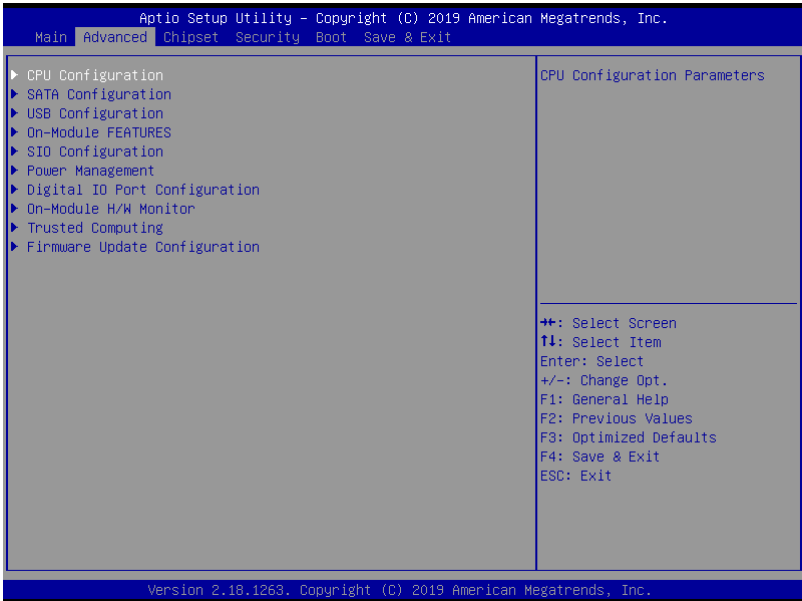 Aptio Setup Utility – Copyright (C) 2019 American Megatrends, Inc.
Main Advanced Chipset Security Boot Save & Exit
▶ CPU Configuration
▶ SATA Configuration
▶ USB Configuration
▶ On-Module FEATURES
▶ SIO Configuration
▶ Power Management
▶ Digital IO Port Configuration
▶ On-Module H/W Monitor
▶ Trusted Computing
▶ Firmware Update Configuration
CPU Configuration Parameters
→←: Select Screen
↑↓: Select Item
Enter: Select
+/-: Change Opt.
F1: General Help
F2: Previous Values
F3: Optimized Defaults
F4: Save & Exit
ESC: Exit
Version 2.18.1263. Copyright (C) 2019 American Megatrends, Inc.